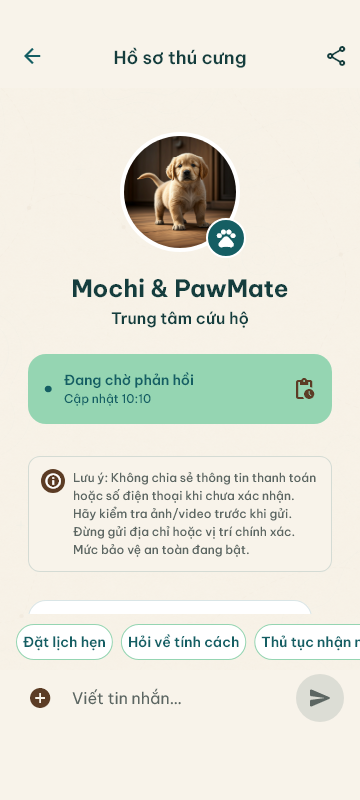 Hồ sơ thú cưng
Mochi & PawMate
Trung tâm cứu hộ
Đang chờ phản hồi
Cập nhật 10:10
Lưu ý: Không chia sẻ thông tin thanh toán
hoặc số điện thoại khi chưa xác nhận.
Hãy kiểm tra ảnh/video trước khi gửi.
Đừng gửi địa chỉ hoặc vị trí chính xác.
Mức bảo vệ an toàn đang bật.
Đặt lịch hẹn
Hỏi về tính cách
Thủ tục nhận
Viết tin nhắn...